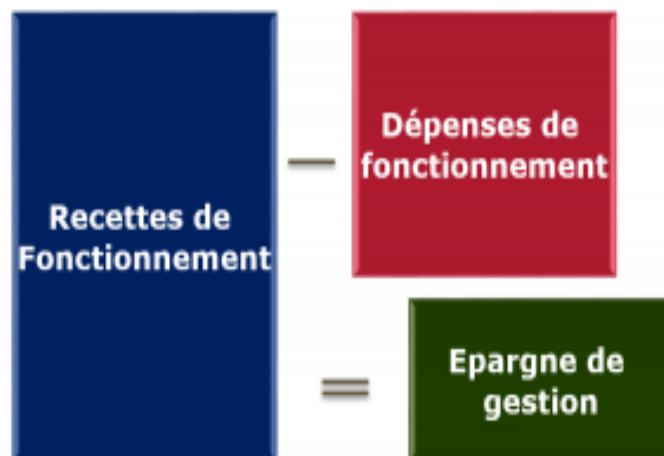 Recettes de
Fonctionnement
—
Dépenses de
fonctionnement
=
Epargne de
gestion